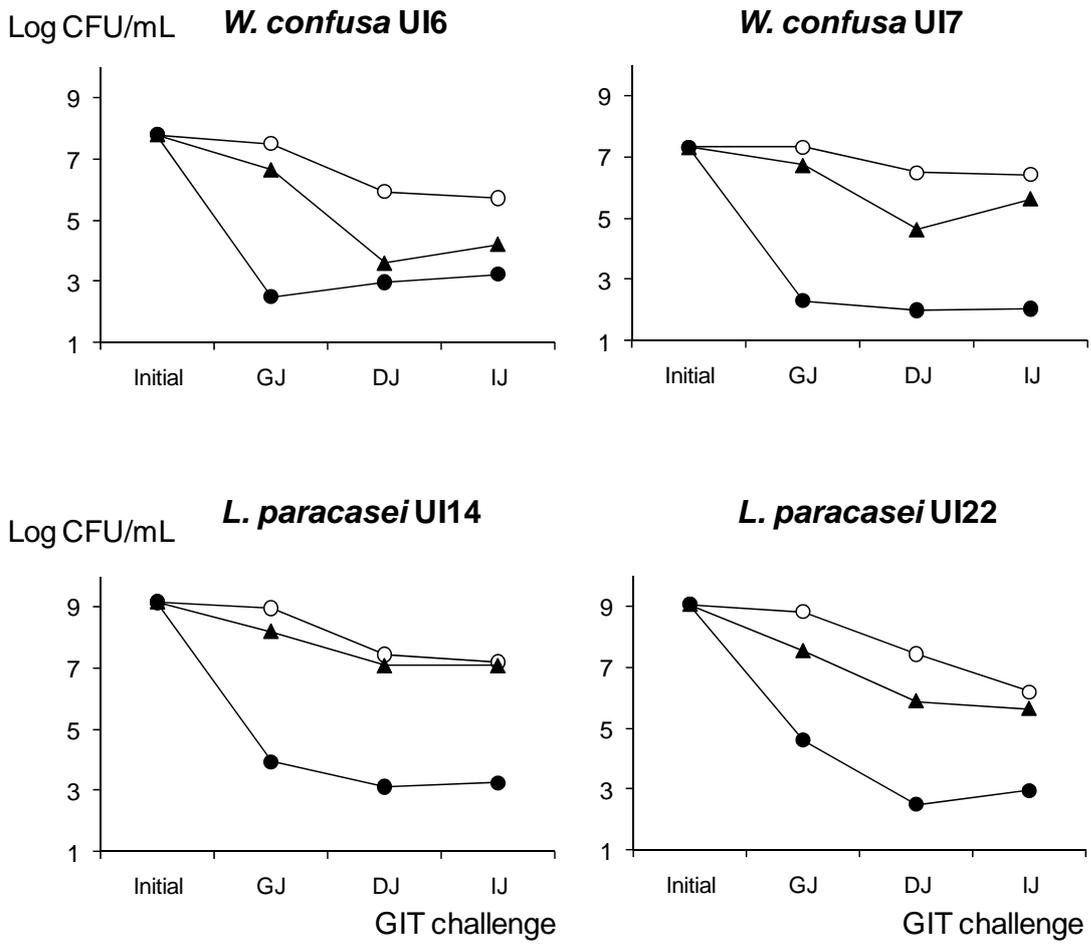 Log CFU/mL
W. confusa UI6
9
7
5
3
1
Initial GJ DJ IJ
W. confusa UI7
9
7
5
3
1
Initial GJ DJ IJ
Log CFU/mL
L. paracasei UI14
9
7
5
3
1
Initial GJ DJ IJ
GIT challenge
L. paracasei UI22
9
7
5
3
1
Initial GJ DJ IJ
GIT challenge